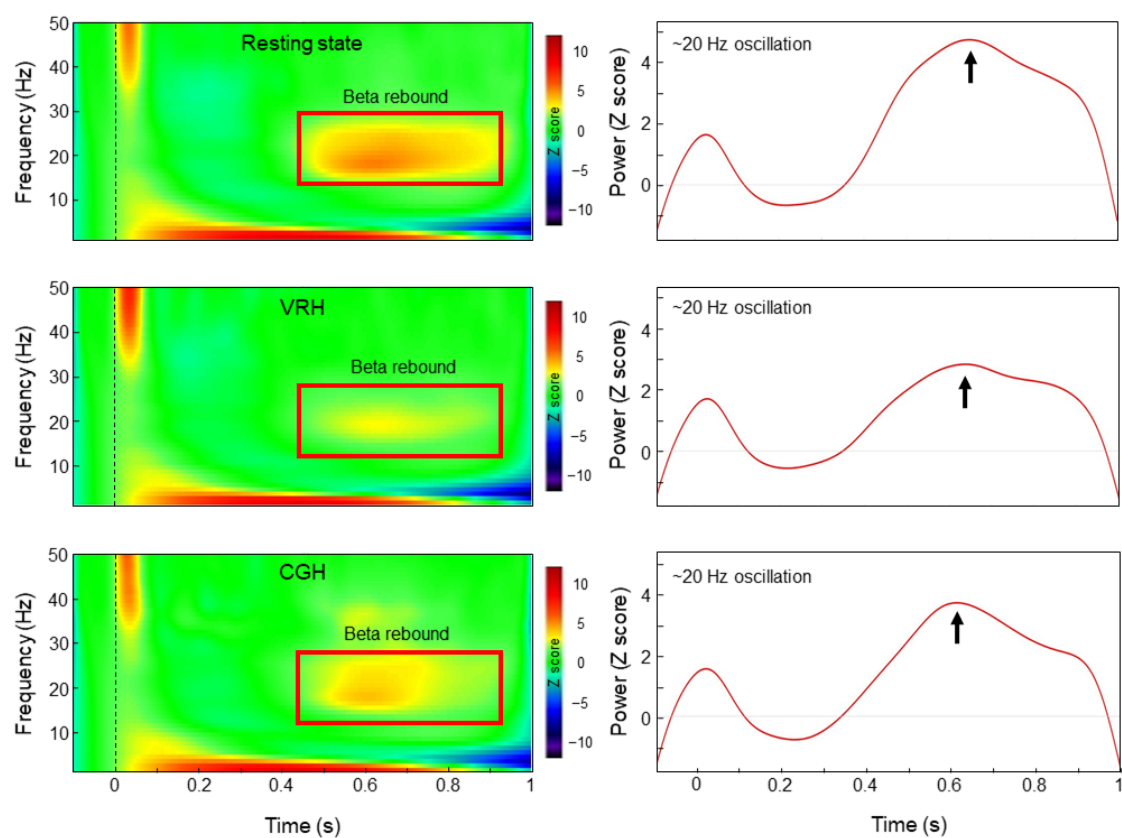 Resting state
Beta rebound
Frequency (Hz)
50
40
30
20
10
Z score
10
5
0
−5
−10
~20 Hz oscillation
Power (Z score)
4
2
0
VRH
Beta rebound
Frequency (Hz)
50
40
30
20
10
Z score
10
5
0
−5
−10
~20 Hz oscillation
Power (Z score)
4
2
0
CGH
Beta rebound
Frequency (Hz)
50
40
30
20
10
Z score
10
5
0
−5
−10
0 0.2 0.4 0.6 0.8 1
Time (s)
~20 Hz oscillation
Power (Z score)
4
2
0
0 0.2 0.4 0.6 0.8 1
Time (s)